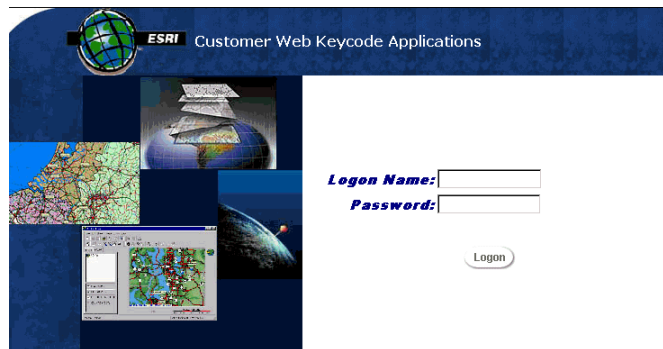 ESRI Customer Web Keycode Applications
Logon Name:
Password:
Logon